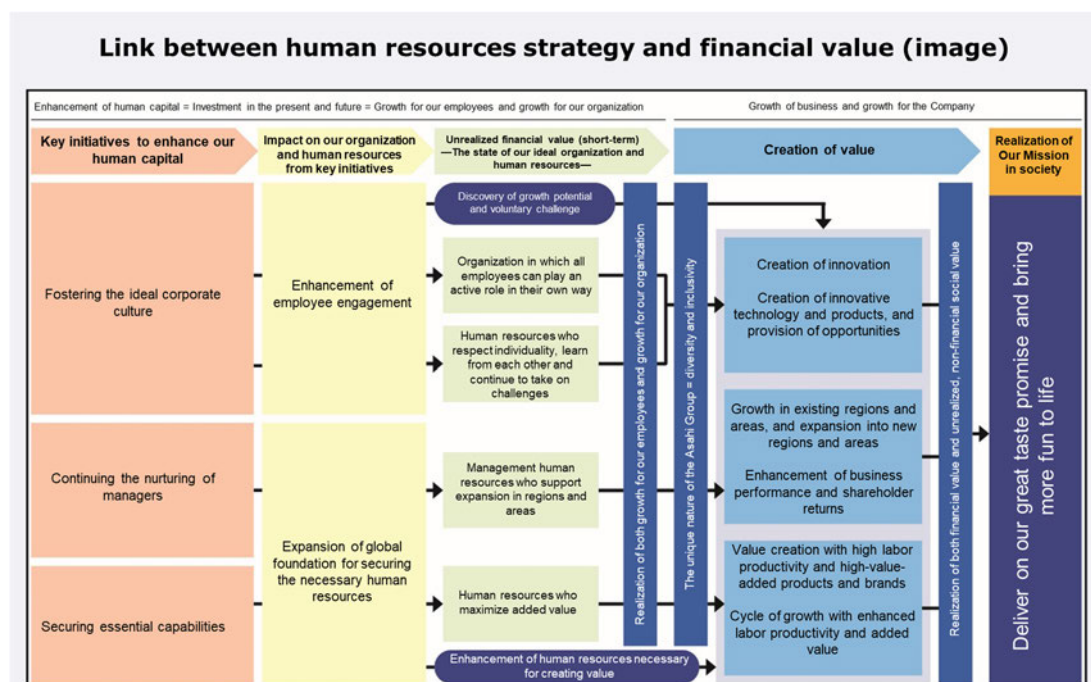 Link between human resources strategy and financial value (image)
Enhancement of human capital = Investment in the present and future = Growth for our employees and growth for our organization
Growth of business and growth for the Company
Key initiatives to enhance our
human capital
Impact on our organization
and human resources
from key initiatives
Unrealized financial value (short-term)
—The state of our ideal organization and
human resources—
Creation of value
Realization of
Our Mission
in society
Fostering the ideal corporate
culture
Continuing the nurturing of
managers
Securing essential capabilities
Enhancement of
employee engagement
Expansion of global
foundation for securing
the necessary human
resources
Discovery of growth potential
and voluntary challenge
Organization in which all
employees can play an
active role in their own way
Human resources who
respect individuality, learn
from each other and
continue to take on
challenges
Management human
resources who support
expansion in regions and
areas
Human resources who
maximize added value
Enhancement of human resources necessary
for creating value
Realization of both growth for our employees and growth for our organization
The unique nature of the Asahi Group = diversity and inclusivity
Creation of innovation
Creation of innovative
technology and products, and
provision of opportunities
Growth in existing regions and
areas, and expansion into new
regions and areas
Enhancement of business
performance and shareholder
returns
Value creation with high labor
productivity and high-value-
added products and brands
Cycle of growth with enhanced
labor productivity and added
value
Realization of both financial value and unrealized, non-financial social value
Deliver on our great taste promise and bring
more fun to life